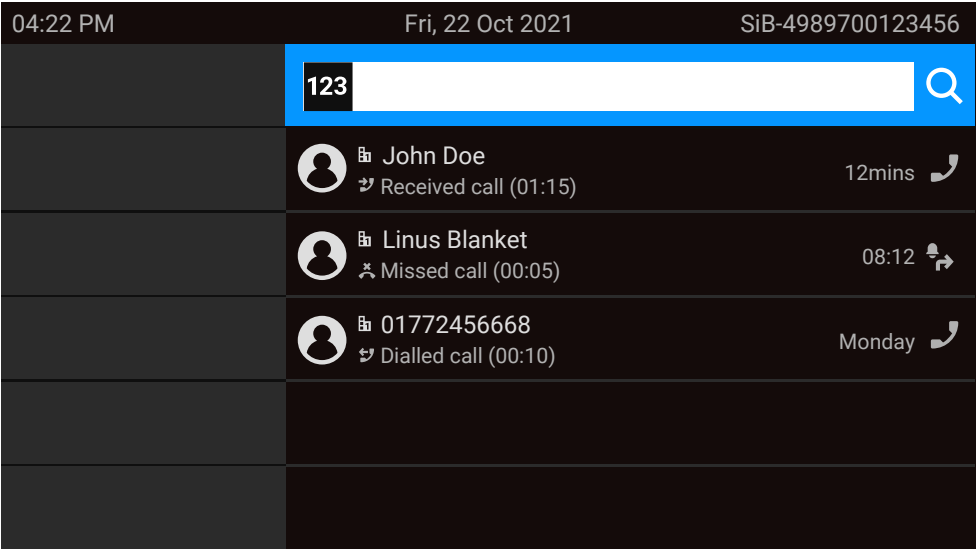 04:22 PM Fri, 22 Oct 2021 SiB-4989700123456
123
John Doe
Received call (01:15) 12mins
Linus Blanket
Missed call (00:05) 08:12
01772456668
Dialled call (00:10) Monday